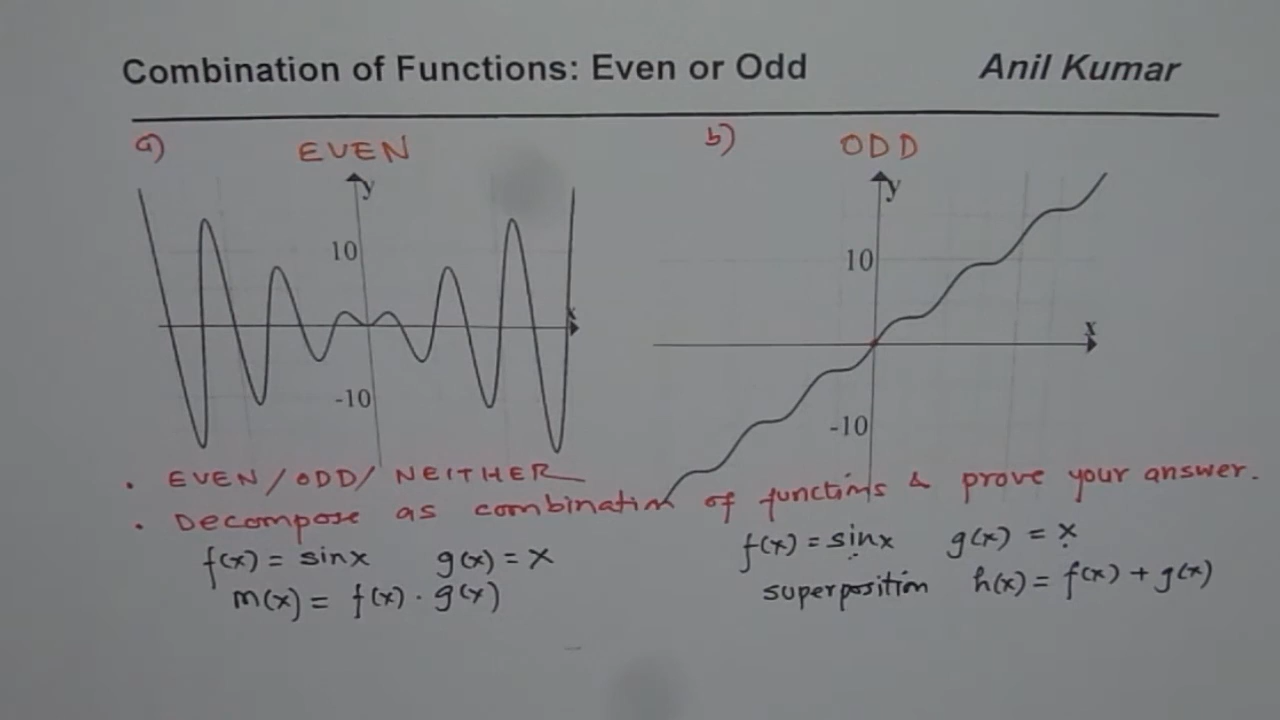 Combination of Functions: Even or Odd Anil Kumar
a) EVEN
y
10
x
-10
b) ODD
y
10
x
-10
. EVEN/ODD/NEITHER
. Decompose as combination of functions & prove your answer.
f(x) = sinx g(x) = x
m(x) = f(x) · g(x)
f(x) = sinx g(x) = x
superposition h(x) = f(x) + g(x)